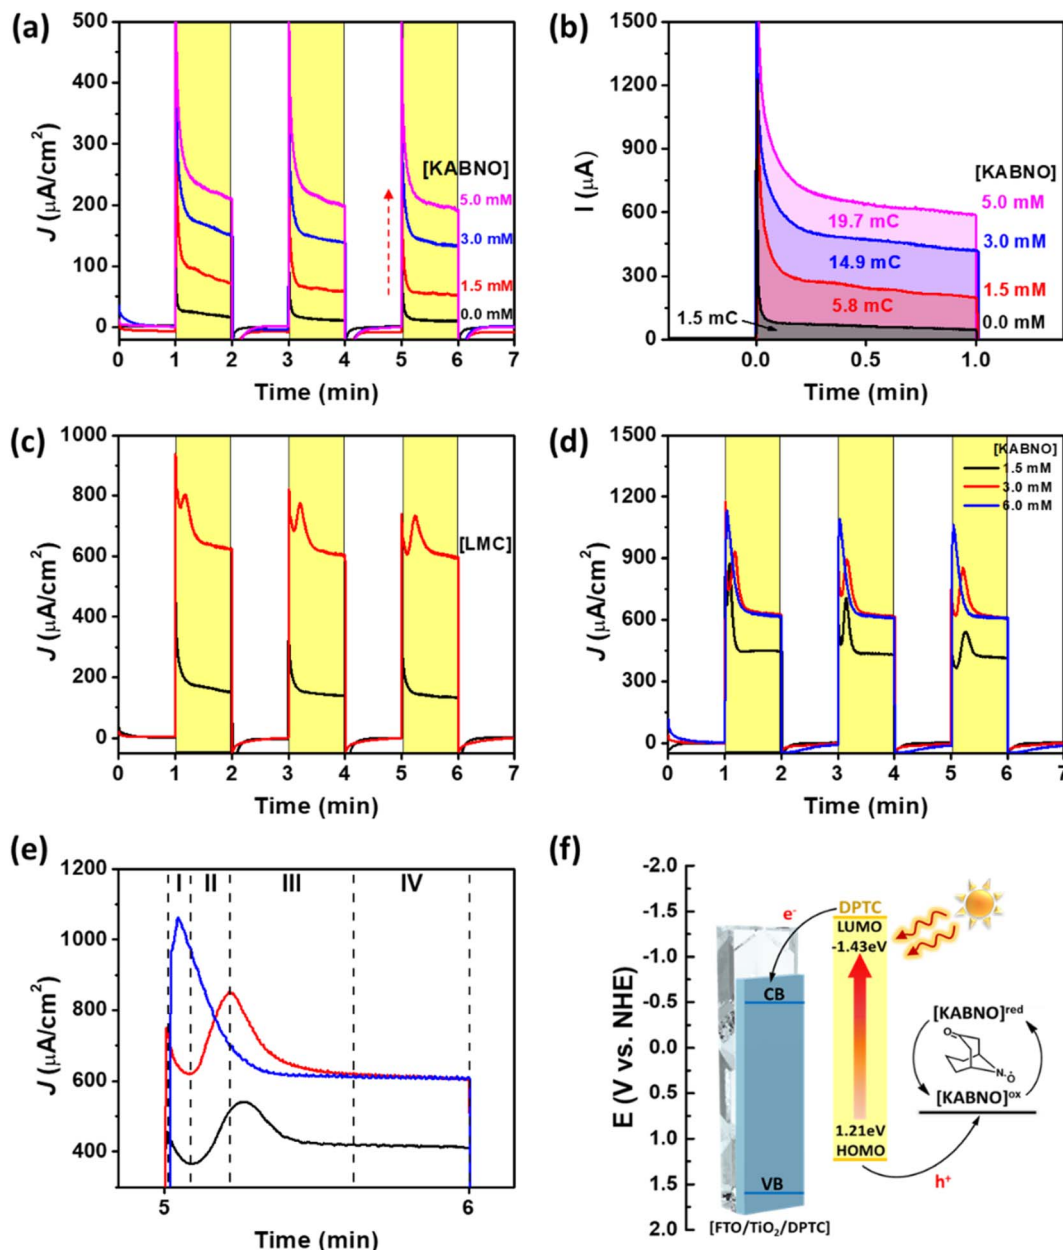 (a)
500
400
300
200
100
0
J (μA/cm²)
[KABNO]
5.0 mM
3.0 mM
1.5 mM
0.0 mM
0 1 2 3 4 5 6 7
Time (min)
(b)
1500
1200
900
600
300
0
I (μA)
[KABNO]
5.0 mM
19.7 mC
3.0 mM
14.9 mC
1.5 mM
5.8 mC
0.0 mM
1.5 mC
0.0 0.5 1.0
Time (min)
(c)
1000
800
600
400
200
0
J (μA/cm²)
[LMC]
0 1 2 3 4 5 6 7
Time (min)
(d)
1500
1200
900
600
300
0
J (μA/cm²)
[KABNO]
1.5 mM
3.0 mM
6.0 mM
0 1 2 3 4 5 6 7
Time (min)
(e)
1200
1000
800
600
400
J (μA/cm²)
I II III IV
5 6
Time (min)
(f)
-2.0
-1.5
-1.0
-0.5
0.0
0.5
1.0
1.5
2.0
E (V vs. NHE)
e⁻
DPTC
LUMO
-1.43eV
CB
[KABNO]ʳᵉᵈ
O
N
O
[KABNO]ᵒˣ
1.21eV
HOMO
h⁺
VB
[FTO/TiO₂/DPTC]